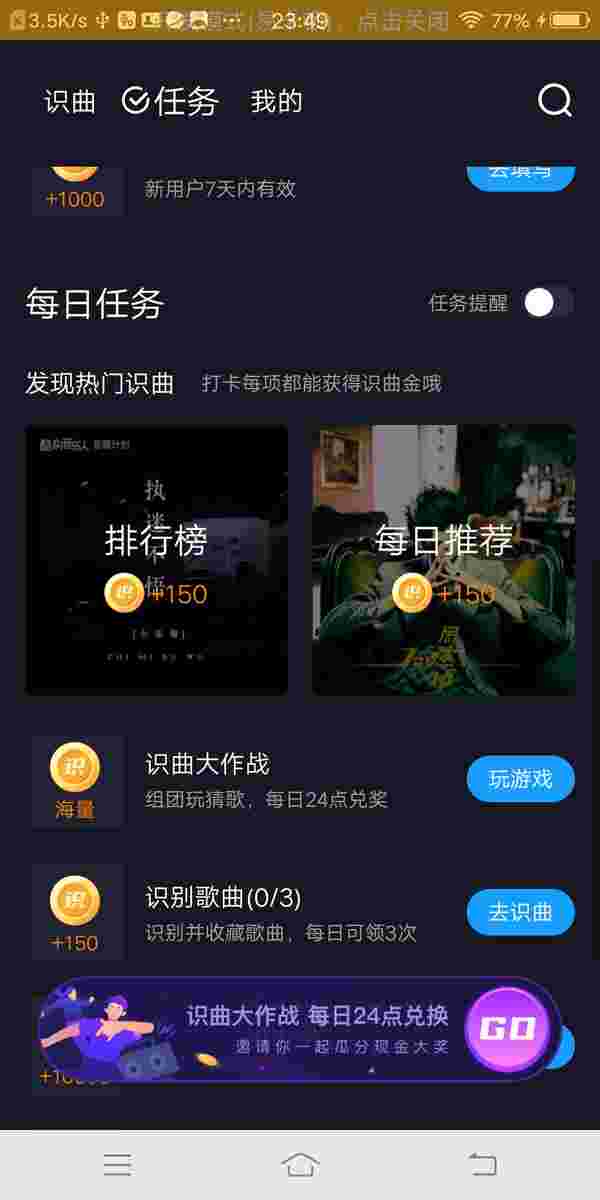 3.5K/s
23:49
点击关闭
77%
识曲
任务
我的
+1000
新用户7天内有效
去填写
每日任务
任务提醒
发现热门识曲
打卡每项都能获得识曲金哦
执迷不悟
排行榜
识 +150
ZHI MI BU WU
每日推荐
识 +150
识
海量
识曲大作战
组团玩猜歌，每日24点兑奖
玩游戏
识
+150
识别歌曲(0/3)
识别并收藏歌曲，每日可领3次
去识曲
识曲大作战 每日24点兑换
邀请你一起瓜分现金大奖
GO